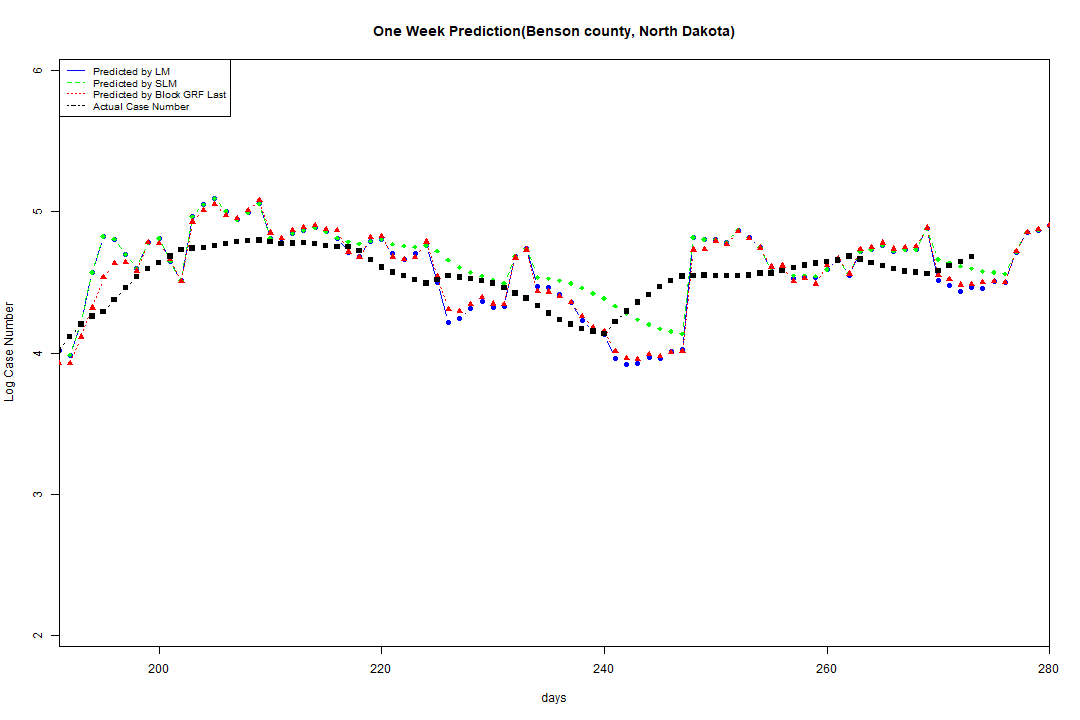 One Week Prediction(Benson county, North Dakota)
Predicted by LM
Predicted by SLM
Predicted by Block GRF Last
Actual Case Number
6
5
4
3
2
Log Case Number
200 220 240 260 280
days